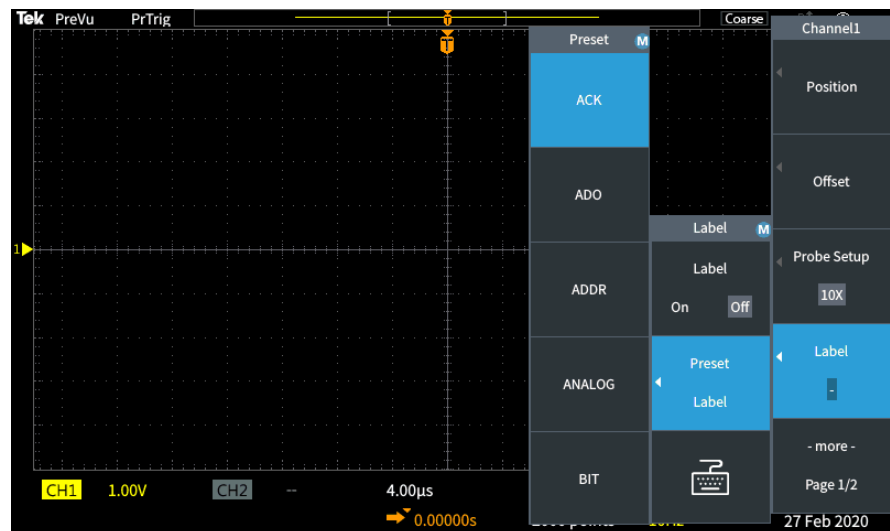 Tek PreVu PrTrig
T
Coarse
T
Preset M
ACK
ADO
ADDR
ANALOG
BIT
Label M
Label
On Off
Preset
Label
Channel1
Position
Offset
Probe Setup
10X
Label
-
- more -
Page 1/2
1
CH1 1.00V CH2 -- 4.00µs
0.00000s
27 Feb 2020